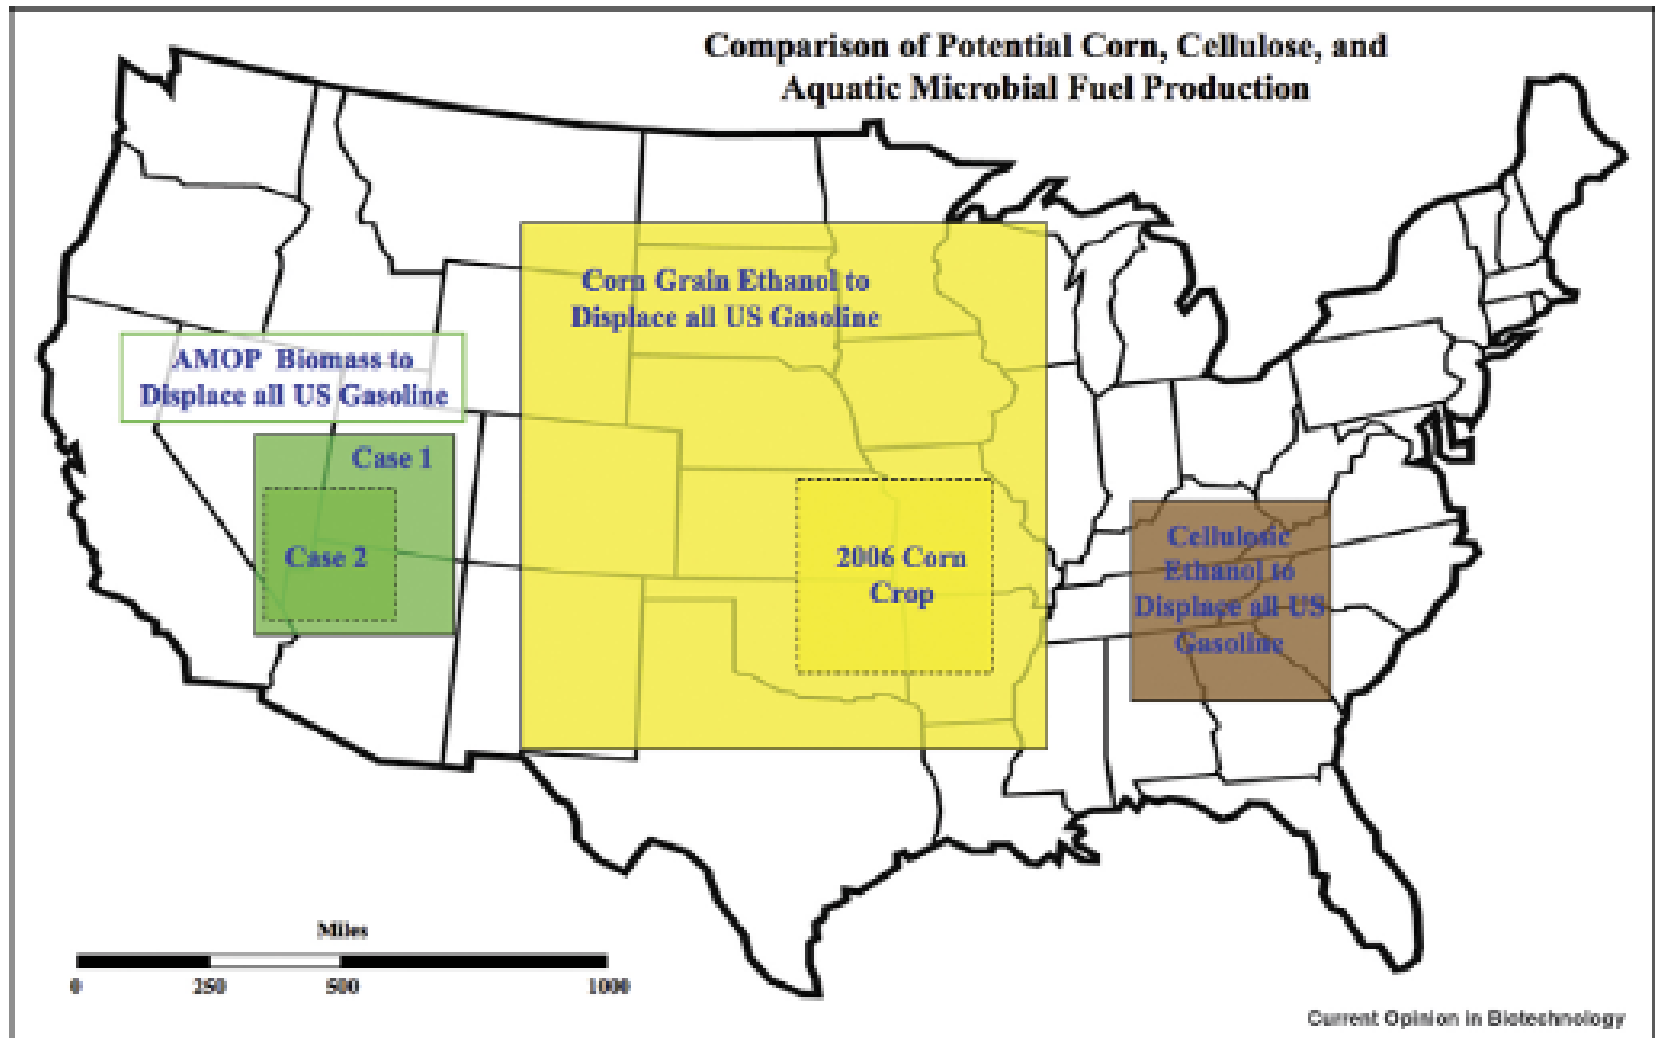 Comparison of Potential Corn, Cellulose, and
Aquatic Microbial Fuel Production
Corn Grain Ethanol to
Displace all US Gasoline
AMOP Biomass to
Displace all US Gasoline
Case 1
Case 2
2006 Corn
Crop
Cellulosic
Ethanol to
Displace all US
Gasoline
Miles
0 250 500 1000
Current Opinion in Biotechnology